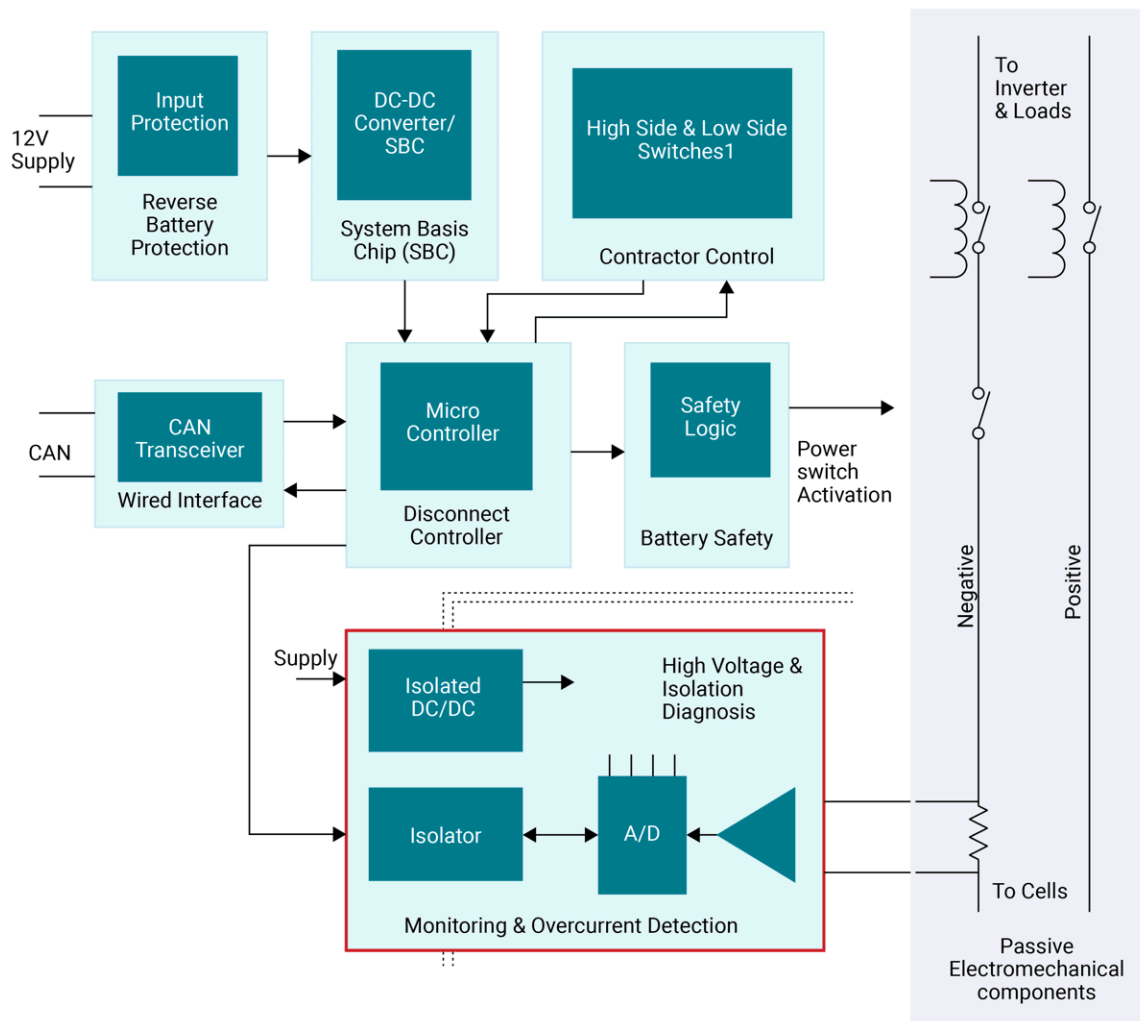 12V
Supply
Input
Protection
Reverse
Battery
Protection
DC-DC
Converter/
SBC
System Basis
Chip (SBC)
High Side & Low Side
Switches1
Contractor Control
To
Inverter
& Loads
CAN
CAN
Transceiver
Wired Interface
Micro
Controller
Disconnect
Controller
Safety
Logic
Battery Safety
Power
switch
Activation
Negative
Positive
Supply
Isolated
DC/DC
High Voltage &
Isolation
Diagnosis
Isolator
A/D
Monitoring & Overcurrent Detection
To Cells
Passive
Electromechanical
components